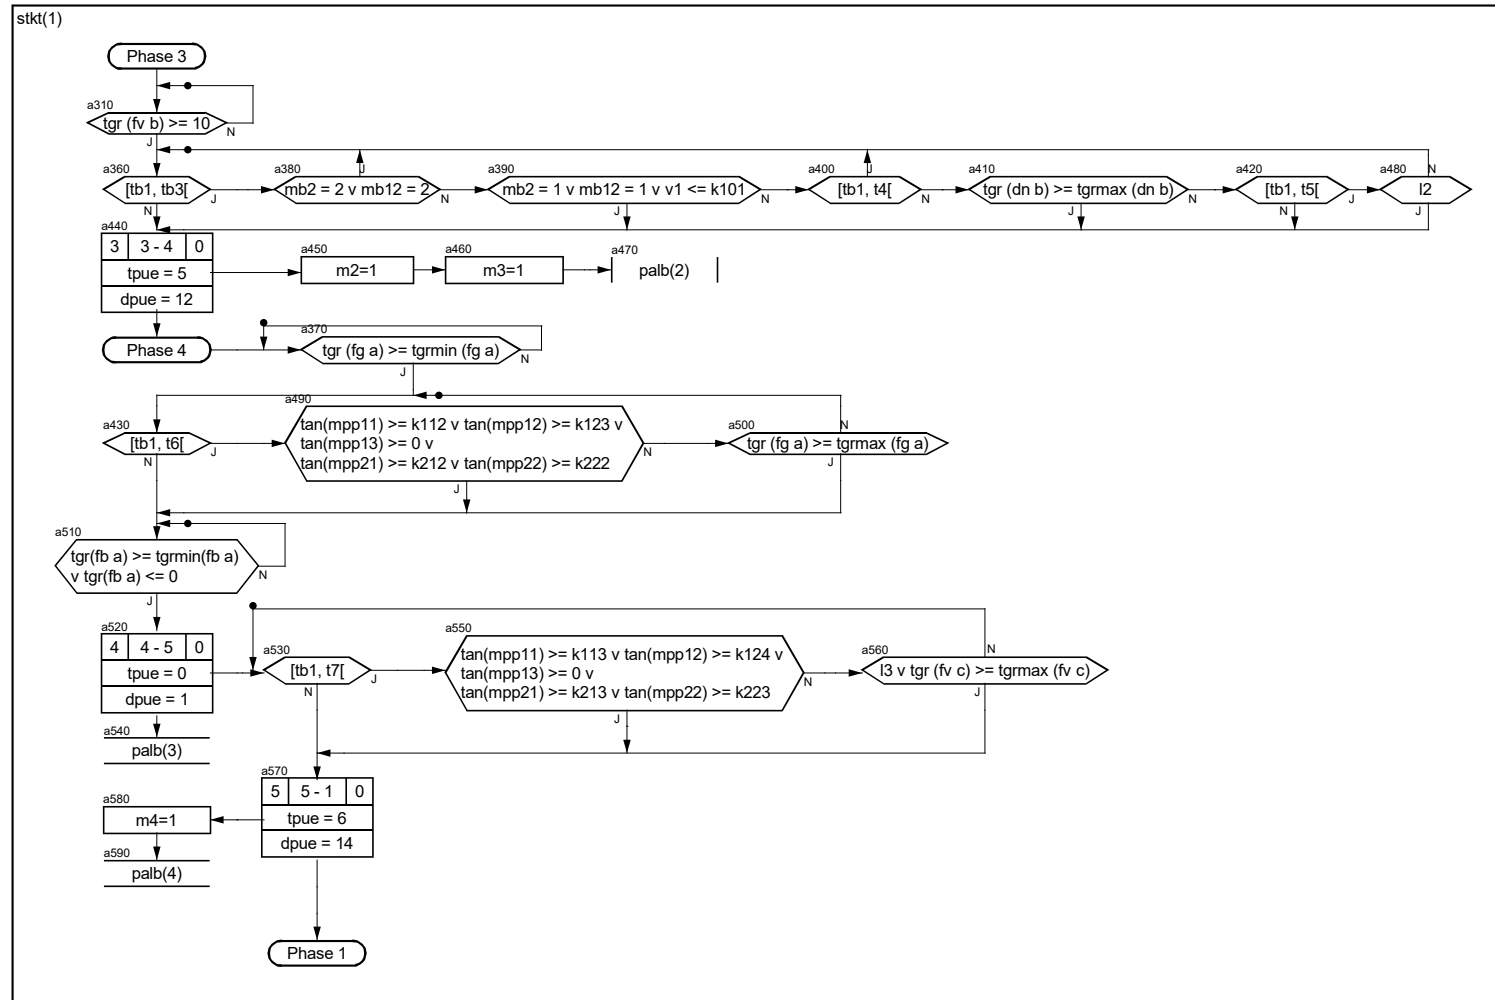 stkt(1)
Phase 3
a310
tgr (fv b) >= 10
N
J
a360
[tb1, tb3[
J
N
a380
mb2 = 2 v mb12 = 2
J
N
a390
mb2 = 1 v mb12 = 1 v v1 <= k101
N
J
a400
[tb1, t4[
J
N
a410
tgr (dn b) >= tgrmax (dn b)
N
J
a420
[tb1, t5[
J
N
a480
l2
N
J
a440
3 3 - 4 0
tpue = 5
dpue = 12
a450
m2=1
a460
m3=1
a470
palb(2)
Phase 4
a370
tgr (fg a) >= tgrmin (fg a)
N
J
a430
[tb1, t6[
J
N
a490
tan(mpp11) >= k112 v tan(mpp12) >= k123 v
tan(mpp13) >= 0 v
tan(mpp21) >= k212 v tan(mpp22) >= k222
N
J
a500
tgr (fg a) >= tgrmax (fg a)
N
J
a510
tgr(fb a) >= tgrmin(fb a)
v tgr(fb a) <= 0
N
J
a520
4 4 - 5 0
tpue = 0
dpue = 1
a530
[tb1, t7[
J
N
a550
tan(mpp11) >= k113 v tan(mpp12) >= k124 v
tan(mpp13) >= 0 v
tan(mpp21) >= k213 v tan(mpp22) >= k223
N
J
a560
l3 v tgr (fv c) >= tgrmax (fv c)
N
J
a540
palb(3)
a570
5 5 - 1 0
tpue = 6
dpue = 14
a580
m4=1
a590
palb(4)
Phase 1